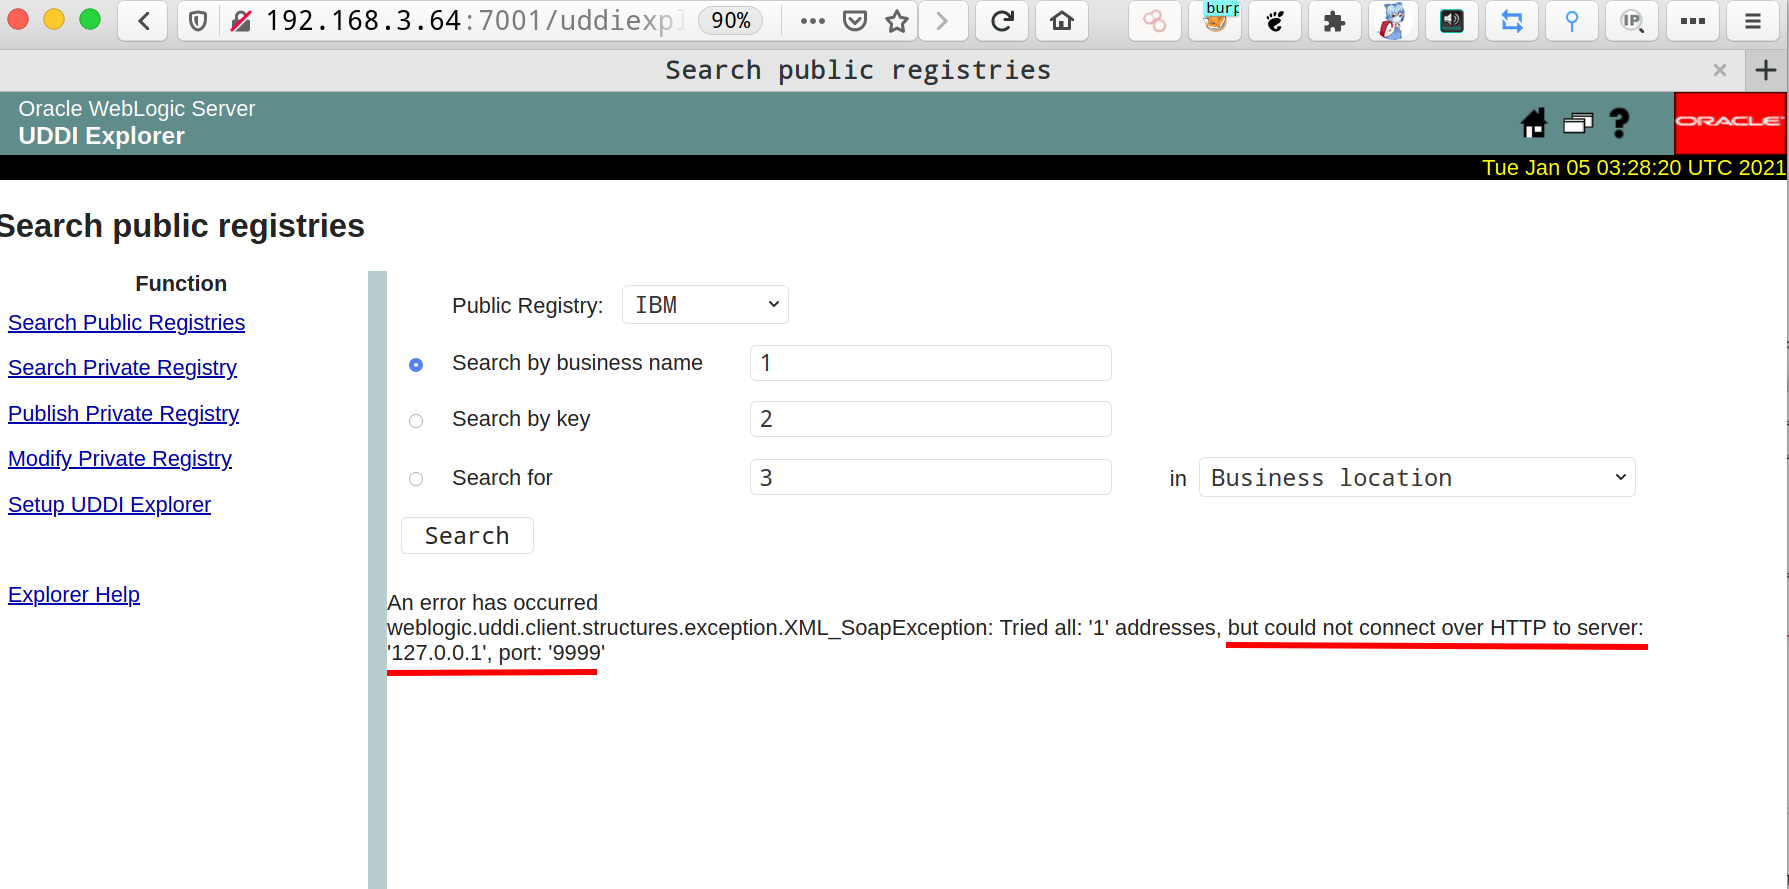 192.168.3.64:7001/uddiexpl
90%
burp
IP
Search public registries
Oracle WebLogic Server
UDDI Explorer
ORACLE
Tue Jan 05 03:28:20 UTC 2021
Search public registries
Function
Search Public Registries
Search Private Registry
Publish Private Registry
Modify Private Registry
Setup UDDI Explorer
Explorer Help
Public Registry: IBM
Search by business name 1
Search by key 2
Search for 3 in Business location
Search
An error has occurred
weblogic.uddi.client.structures.exception.XML_SoapException: Tried all: '1' addresses, but could not connect over HTTP to server:
'127.0.0.1', port: '9999'